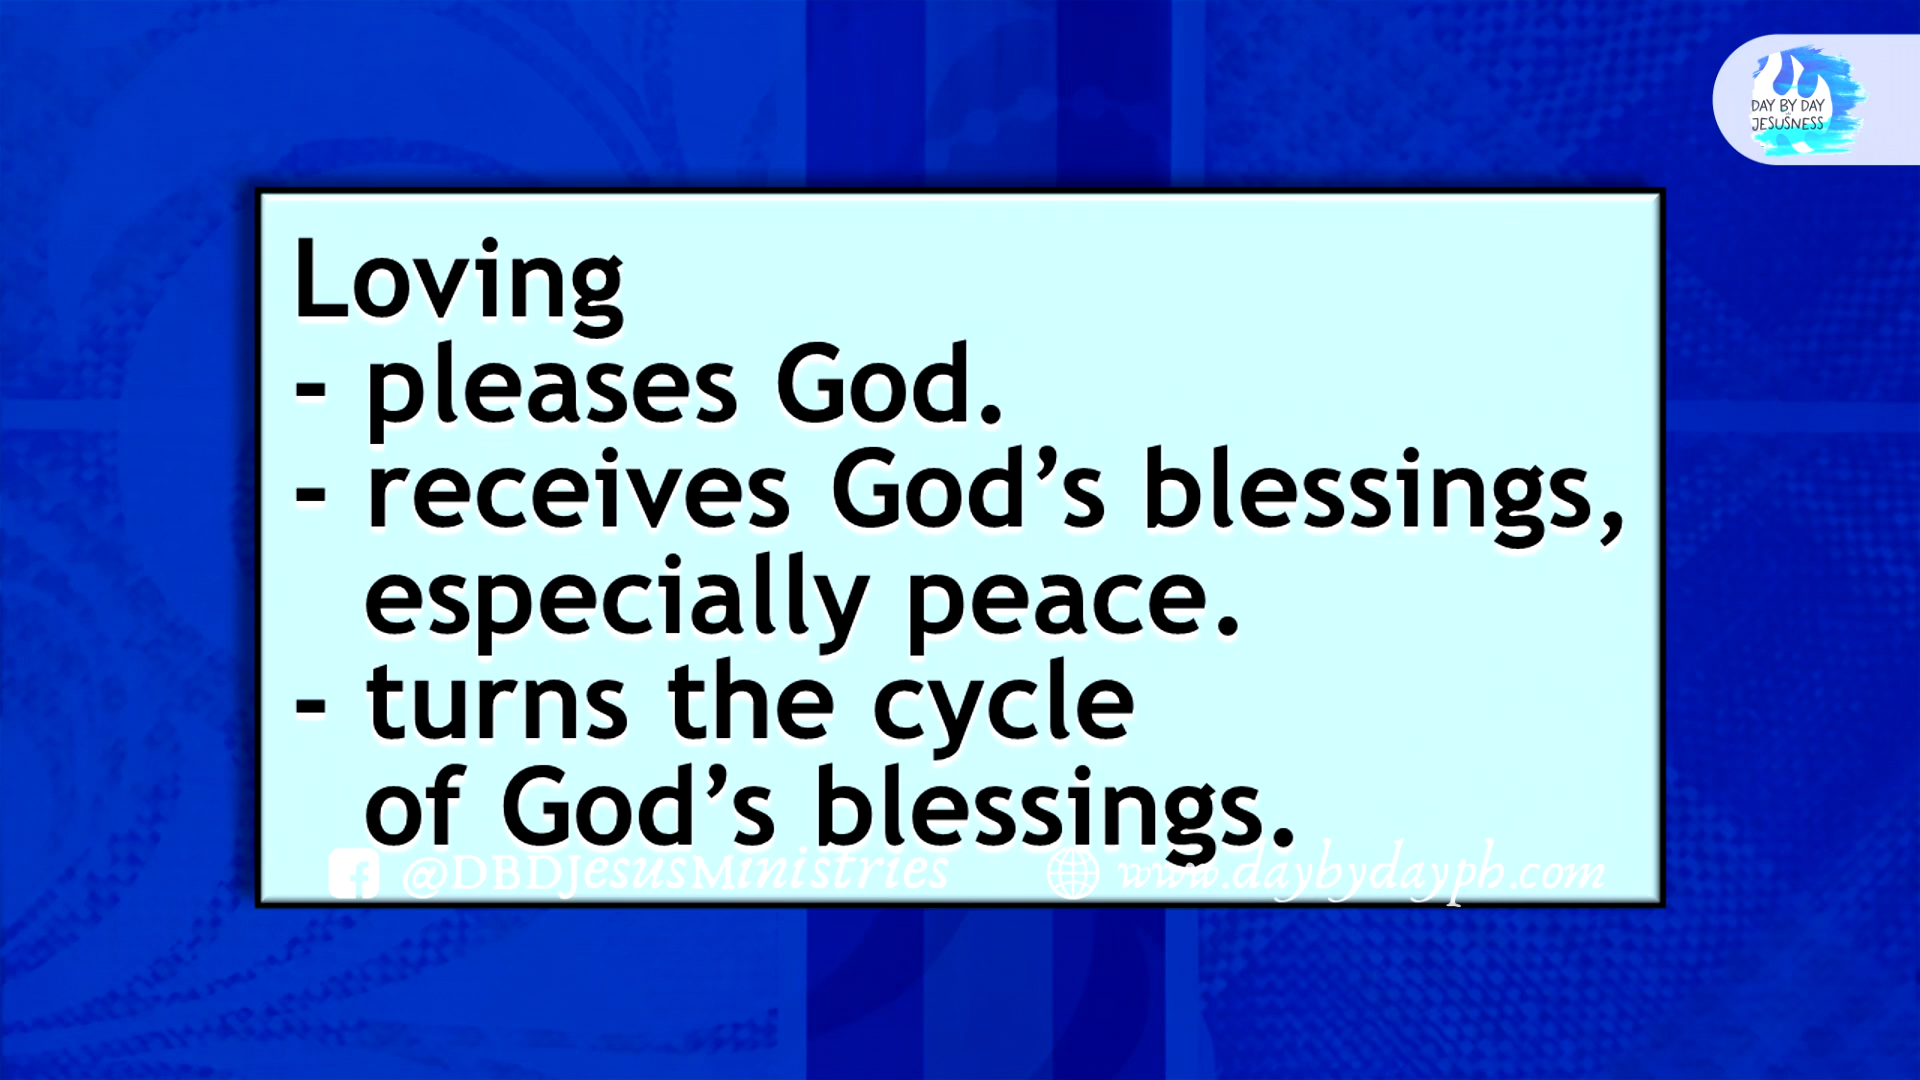 DAY BY DAY
JESUSNESS
Loving
- pleases God.
- receives God’s blessings,
especially peace.
- turns the cycle
of God’s blessings.
@DBDJesusMinistries www.daybydayph.com